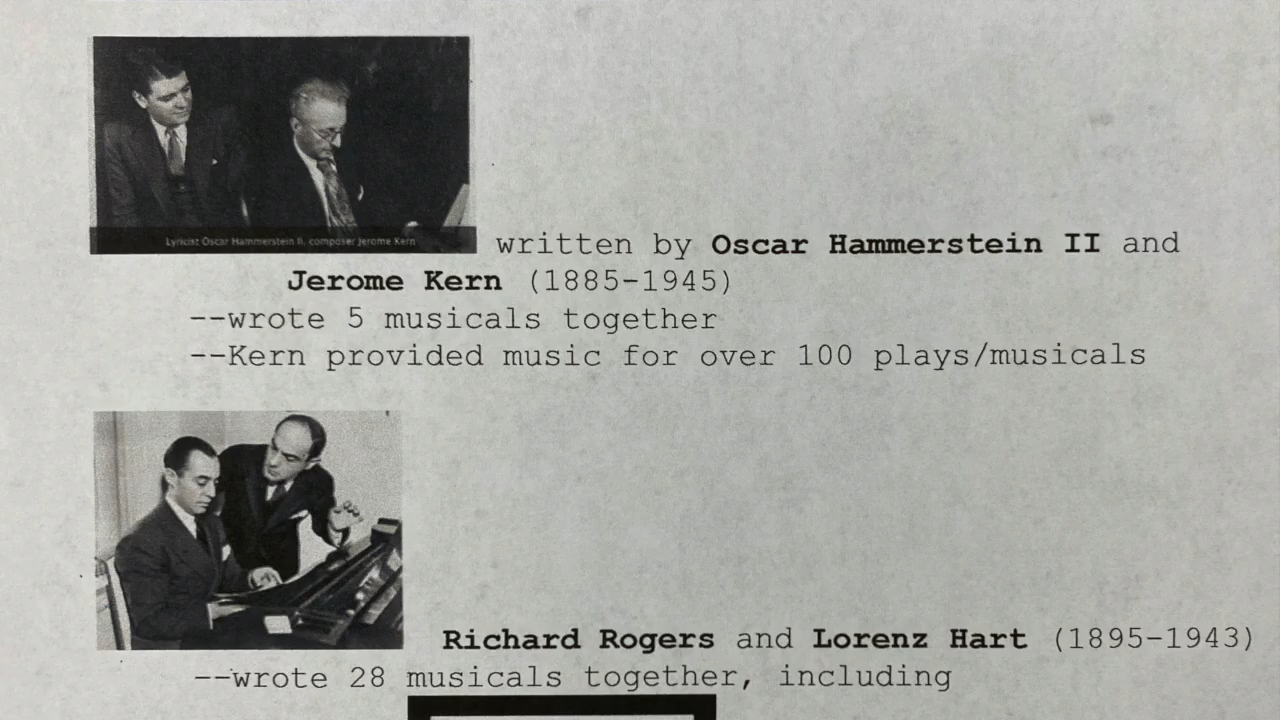 Lyricist Oscar Hammerstein II, composer Jerome Kern
written by Oscar Hammerstein II and
Jerome Kern (1885-1945)
--wrote 5 musicals together
--Kern provided music for over 100 plays/musicals
Richard Rogers and Lorenz Hart (1895-1943)
--wrote 28 musicals together, including